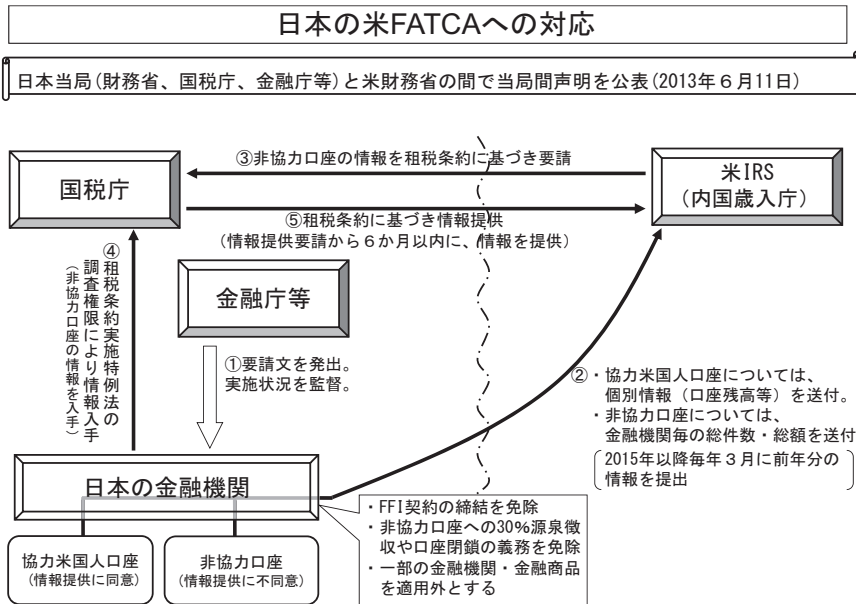 日本の米FATCAへの対応
日本当局(財務省、国税庁、金融庁等)と米財務省の間で当局間声明を公表(2013年６月11日)
③非協力口座の情報を租税条約に基づき要請
国税庁
米IRS
(内国歳入庁)
⑤租税条約に基づき情報提供
(情報提供要請から６か月以内に、情報を提供)
④租税条約実施特例法の
調査権限により情報入手
(非協力口座の情報を入手)
金融庁等
①要請文を発出。
実施状況を監督。
②・協力米国人口座については、
個別情報（口座残高等）を送付。
・非協力口座については、
金融機関毎の総件数・総額を送付
2015年以降毎年３月に前年分の
情報を提出
日本の金融機関
・FFI契約の締結を免除
・非協力口座への30%源泉徴
収や口座閉鎖の義務を免除
・一部の金融機関・金融商品
を適用外とする
協力米国人口座
(情報提供に同意)
非協力口座
(情報提供に不同意)